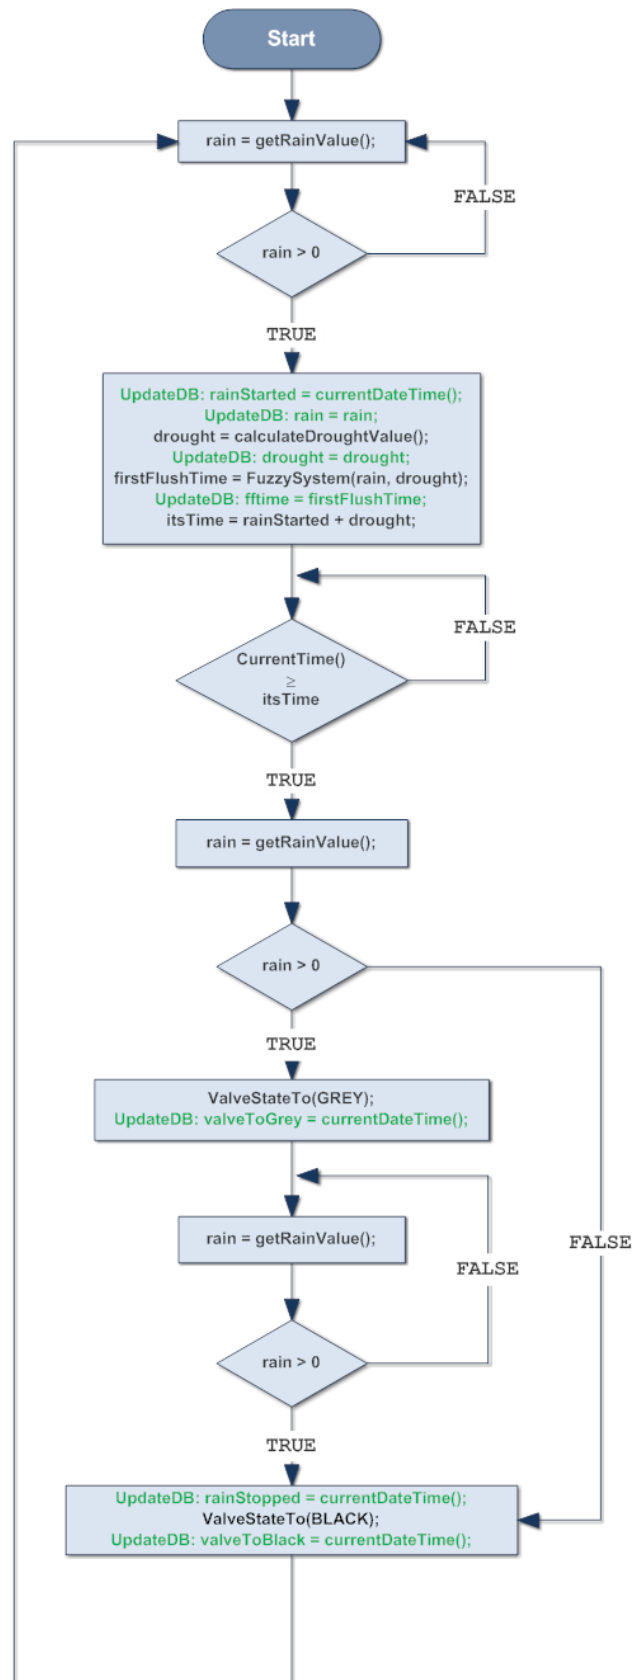 Start
rain = getRainValue();
FALSE
rain > 0
TRUE
UpdateDB: rainStarted = currentDateTime();
UpdateDB: rain = rain;
drought = calculateDroughtValue();
UpdateDB: drought = drought;
firstFlushTime = FuzzySystem(rain, drought);
UpdateDB: fftime = firstFlushTime;
itsTime = rainStarted + drought;
FALSE
CurrentTime()
≥
itsTime
TRUE
rain = getRainValue();
rain > 0
TRUE
ValveStateTo(GREY);
UpdateDB: valveToGrey = currentDateTime();
rain = getRainValue();
FALSE
FALSE
rain > 0
TRUE
UpdateDB: rainStopped = currentDateTime();
ValveStateTo(BLACK);
UpdateDB: valveToBlack = currentDateTime();